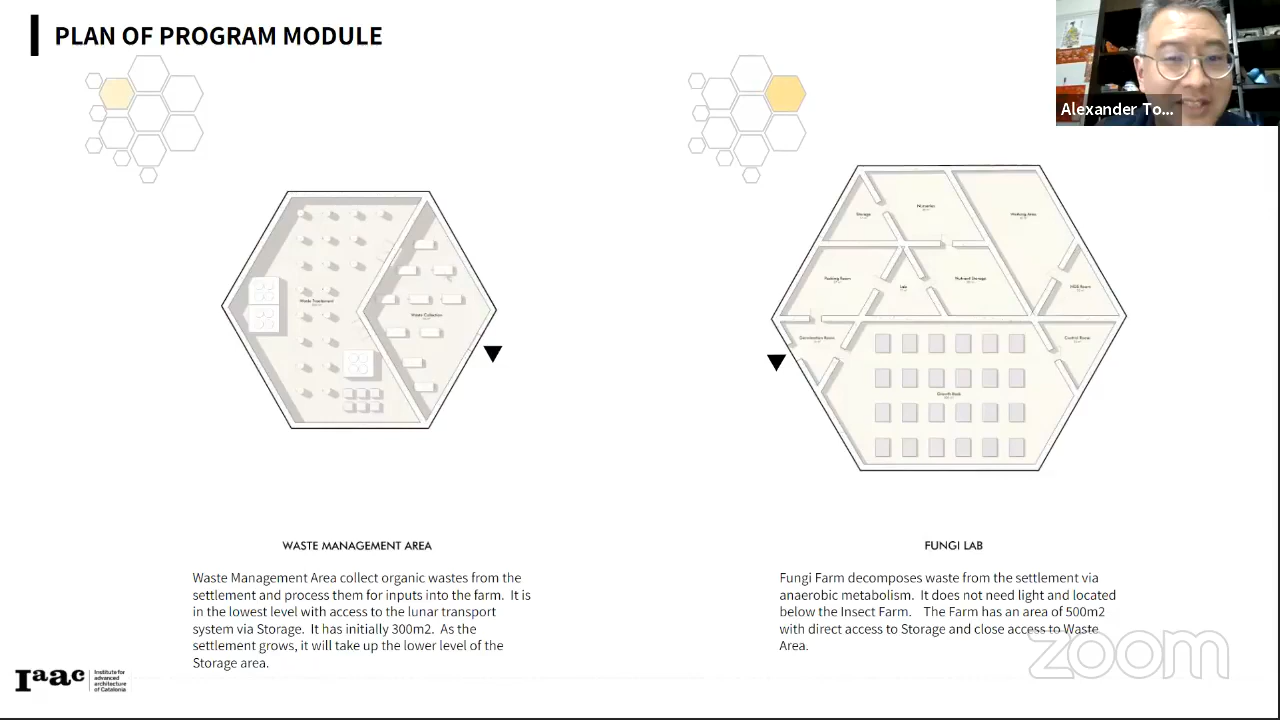 PLAN OF PROGRAM MODULE
Alexander To...
Storage
Nurseries
Working Area
Packing Room
Lab
Nutrient Storage
HDB Room
Waste Treatment
Waste Collection
Control Room
Growth Rack
WASTE MANAGEMENT AREA
Waste Management Area collect organic wastes from the
settlement and process them for inputs into the farm. It is
in the lowest level with access to the lunar transport
system via Storage. It has initially 300m2. As the
settlement grows, it will take up the lower level of the
Storage area.
FUNGI LAB
Fungi Farm decomposes waste from the settlement via
anaerobic metabolism. It does not need light and located
below the Insect Farm. The Farm has an area of 500m2
with direct access to Storage and close access to Waste
Area.
zoom
Iaac
Institute for
advanced
architecture
of Catalonia